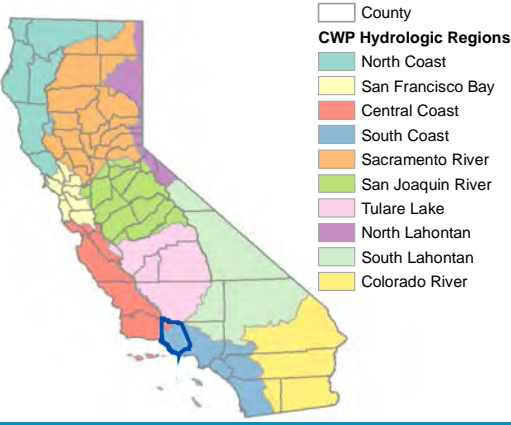 County
CWP Hydrologic Regions
North Coast
San Francisco Bay
Central Coast
South Coast
Sacramento River
San Joaquin River
Tulare Lake
North Lahontan
South Lahontan
Colorado River